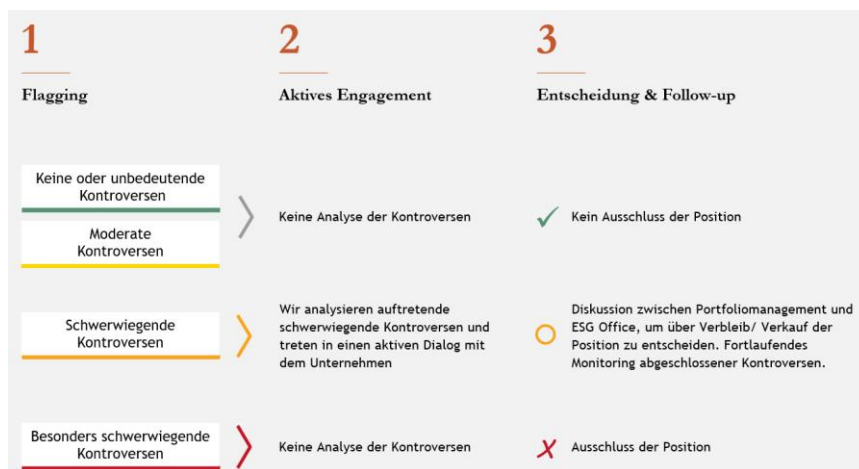 1
2
3
Flagging
Aktives Engagement
Entscheidung & Follow-up
Keine oder unbedeutende
Kontroversen
Moderate
Kontroversen
Keine Analyse der Kontroversen
Kein Ausschluss der Position
Schwerwiegende
Kontroversen
Wir analysieren auftretende
schwerwiegende Kontroversen und
treten in einen aktiven Dialog mit
dem Unternehmen
Diskussion zwischen Portfoliomanagement und
ESG Office, um über Verbleib/ Verkauf der
Position zu entscheiden. Fortlaufendes
Monitoring abgeschlossener Kontroversen.
Besonders schwerwiegende
Kontroversen
Keine Analyse der Kontroversen
Ausschluss der Position